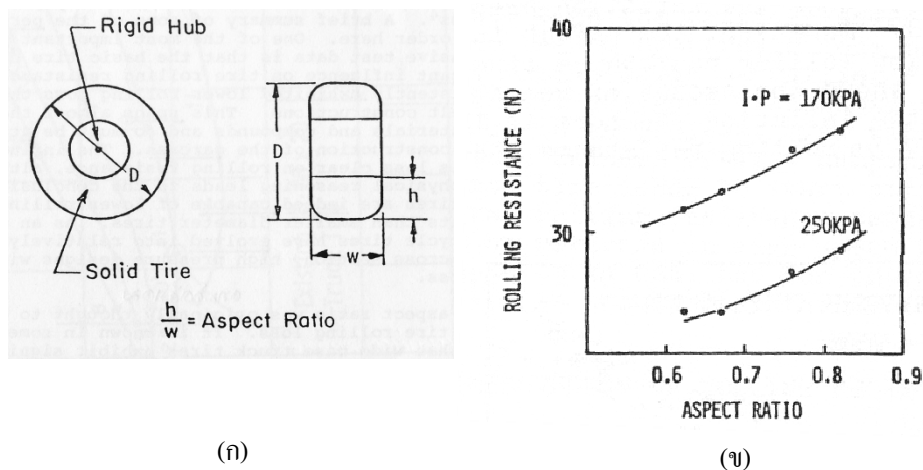 Rigid Hub
D
Solid Tire
D
h
w
h/w = Aspect Ratio
(ก)
40
30
ROLLING RESISTANCE (N)
I·P = 170KPA
250KPA
0.6 0.7 0.8 0.9
ASPECT RATIO
(ข)